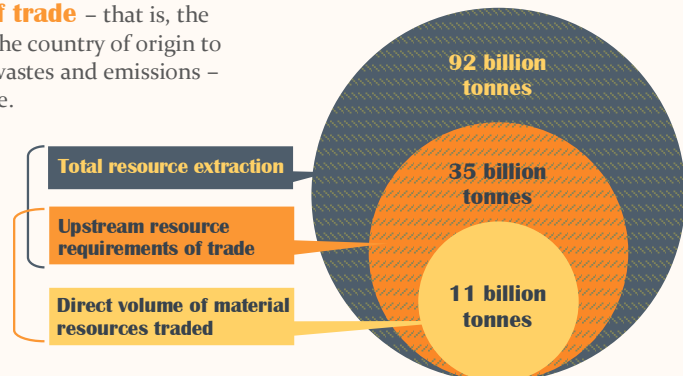 f trade – that is, the
he country of origin to
wastes and emissions –
e.
92 billion
tonnes
Total resource extraction
35 billion
tonnes
Upstream resource
requirements of trade
11 billion
tonnes
Direct volume of material
resources traded